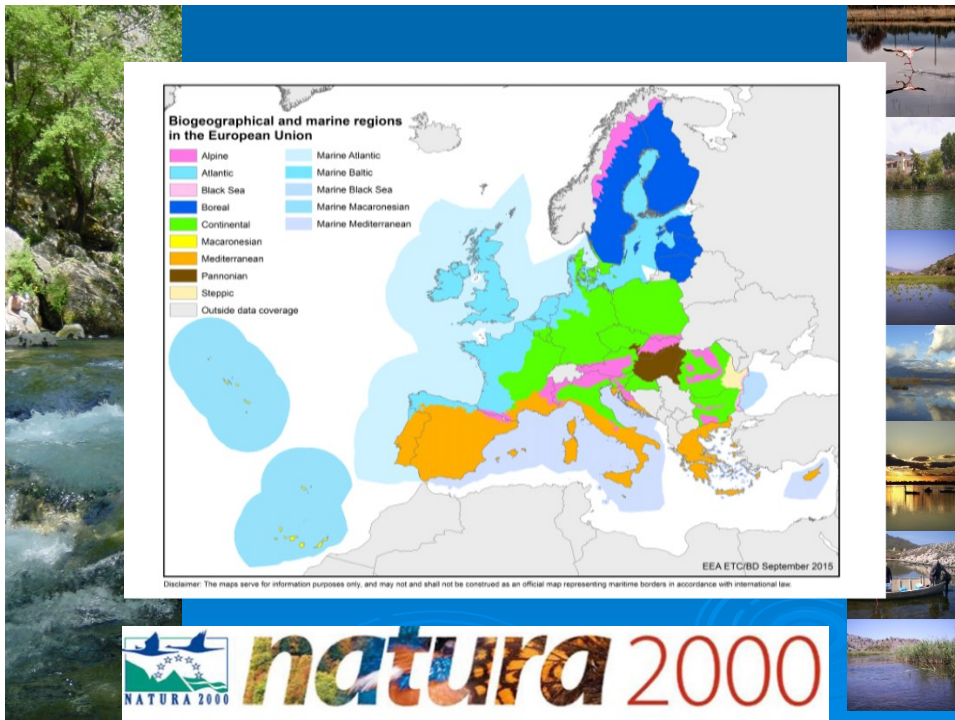 Biogeographical and marine regions
in the European Union
Alpine
Atlantic
Black Sea
Boreal
Continental
Macaronesian
Mediterranean
Pannonian
Steppic
Outside data coverage
Marine Atlantic
Marine Baltic
Marine Black Sea
Marine Macaronesian
Marine Mediterranean
EEA ETC/BD September 2015
Disclaimer: The maps serve for information purposes only, and may not and shall not be construed as an official map representing maritime borders in accordance with international law.
NATURA 2000
natura 2000